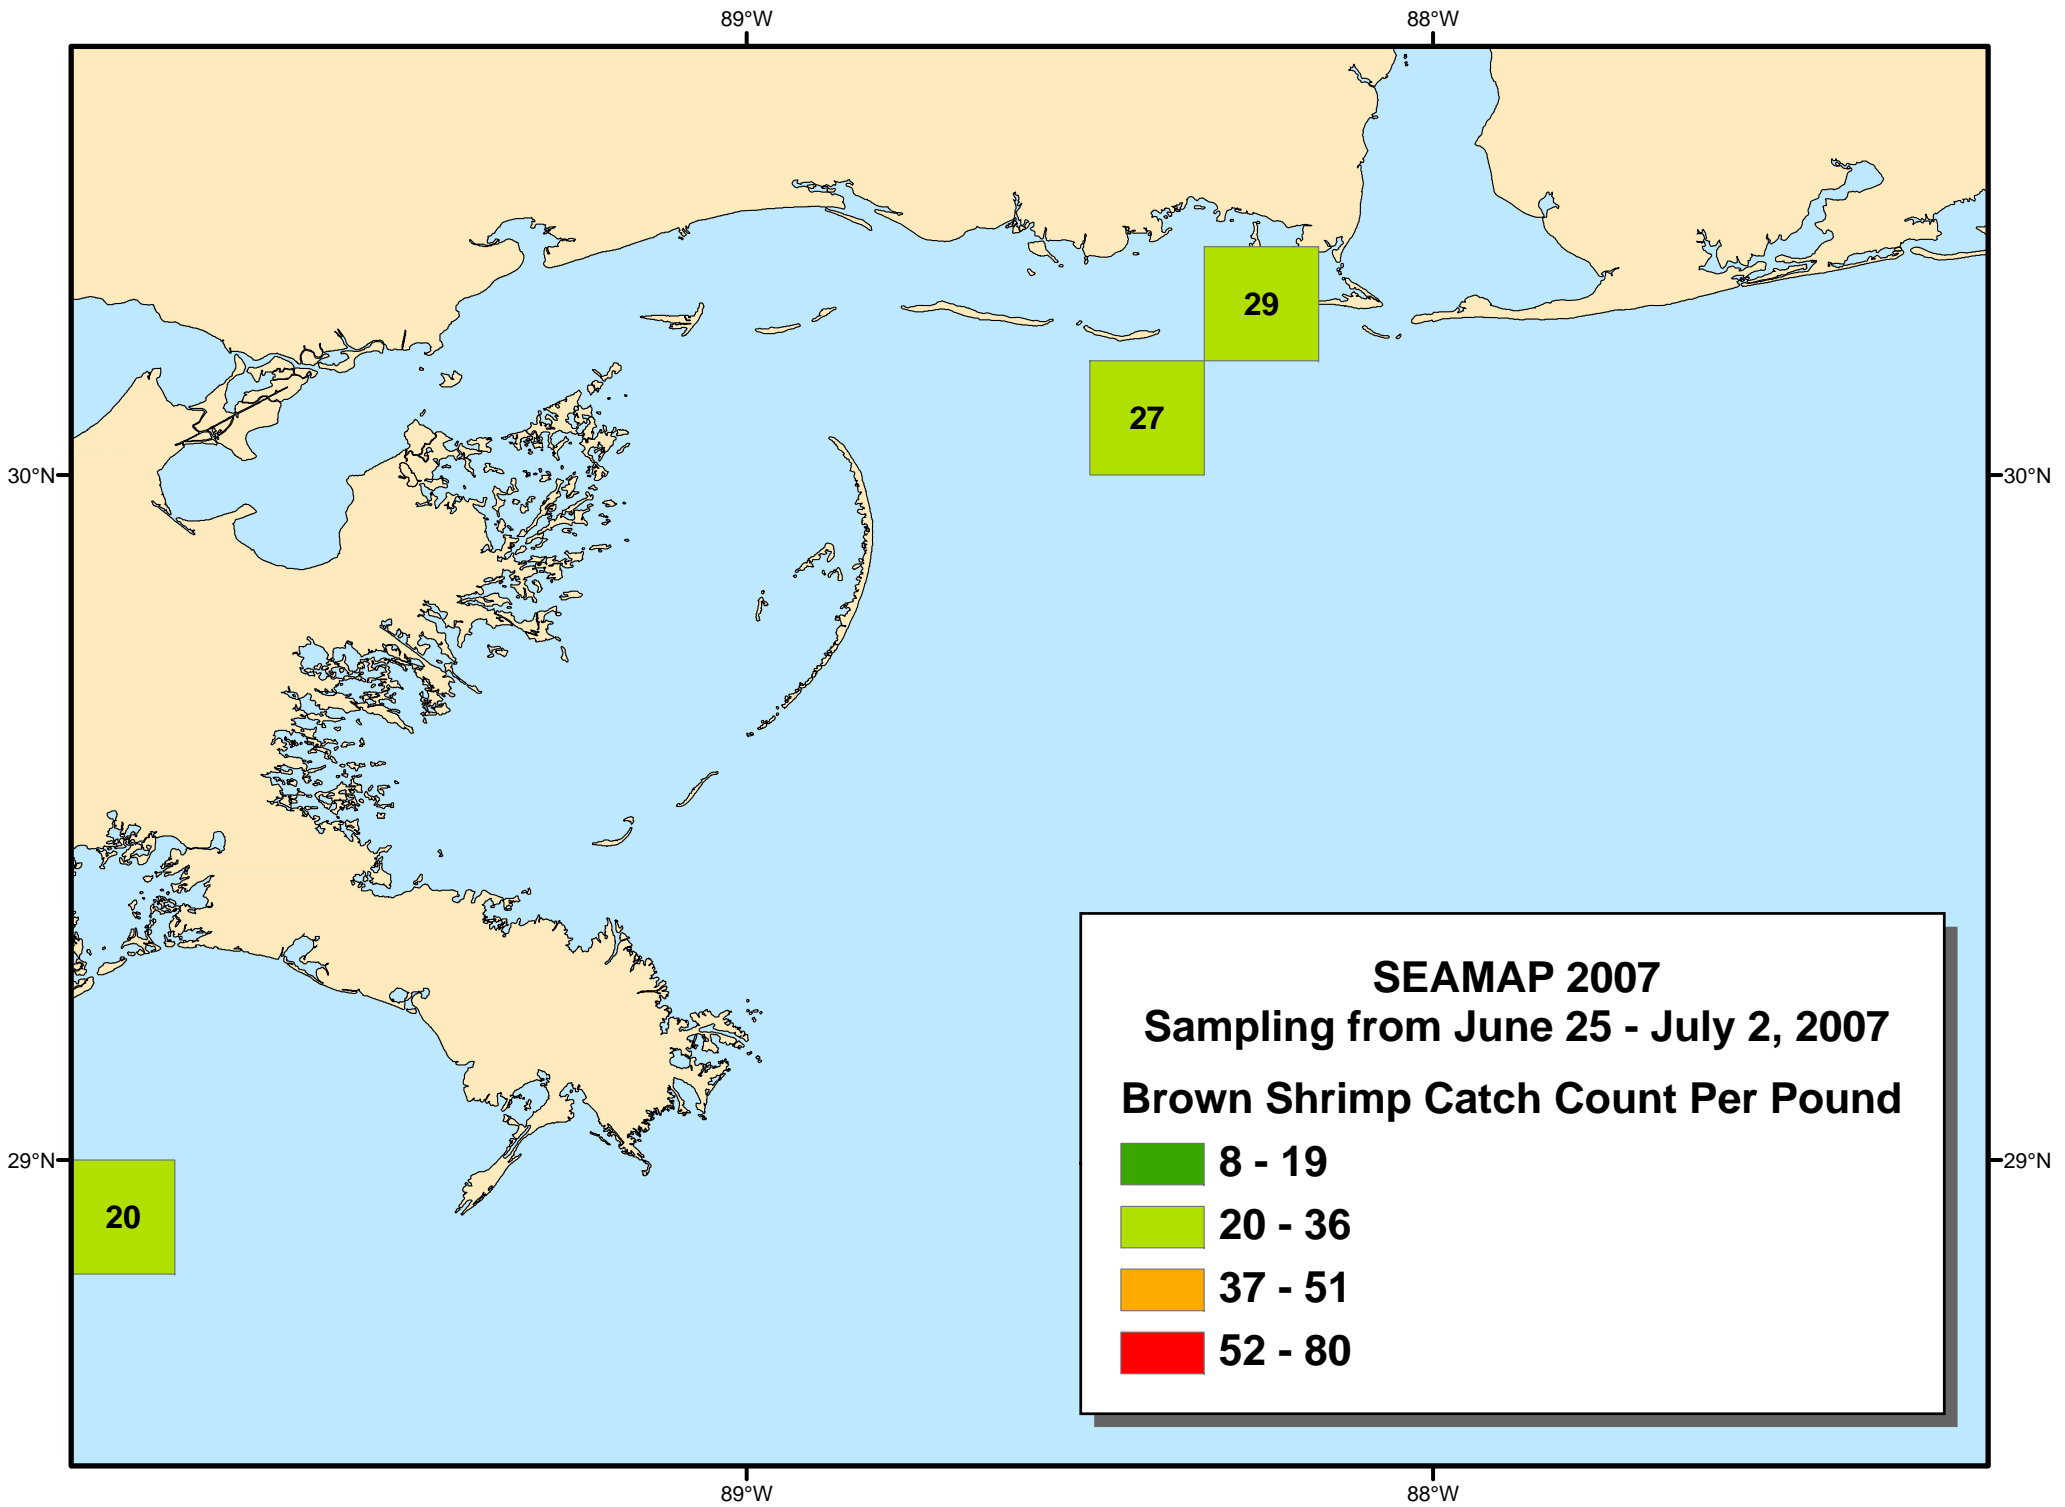 89°W 88°W
29
27
30°N 30°N
SEAMAP 2007
Sampling from June 25 - July 2, 2007
Brown Shrimp Catch Count Per Pound
8 - 19
29°N 29°N
20
20 - 36
37 - 51
52 - 80
89°W 88°W